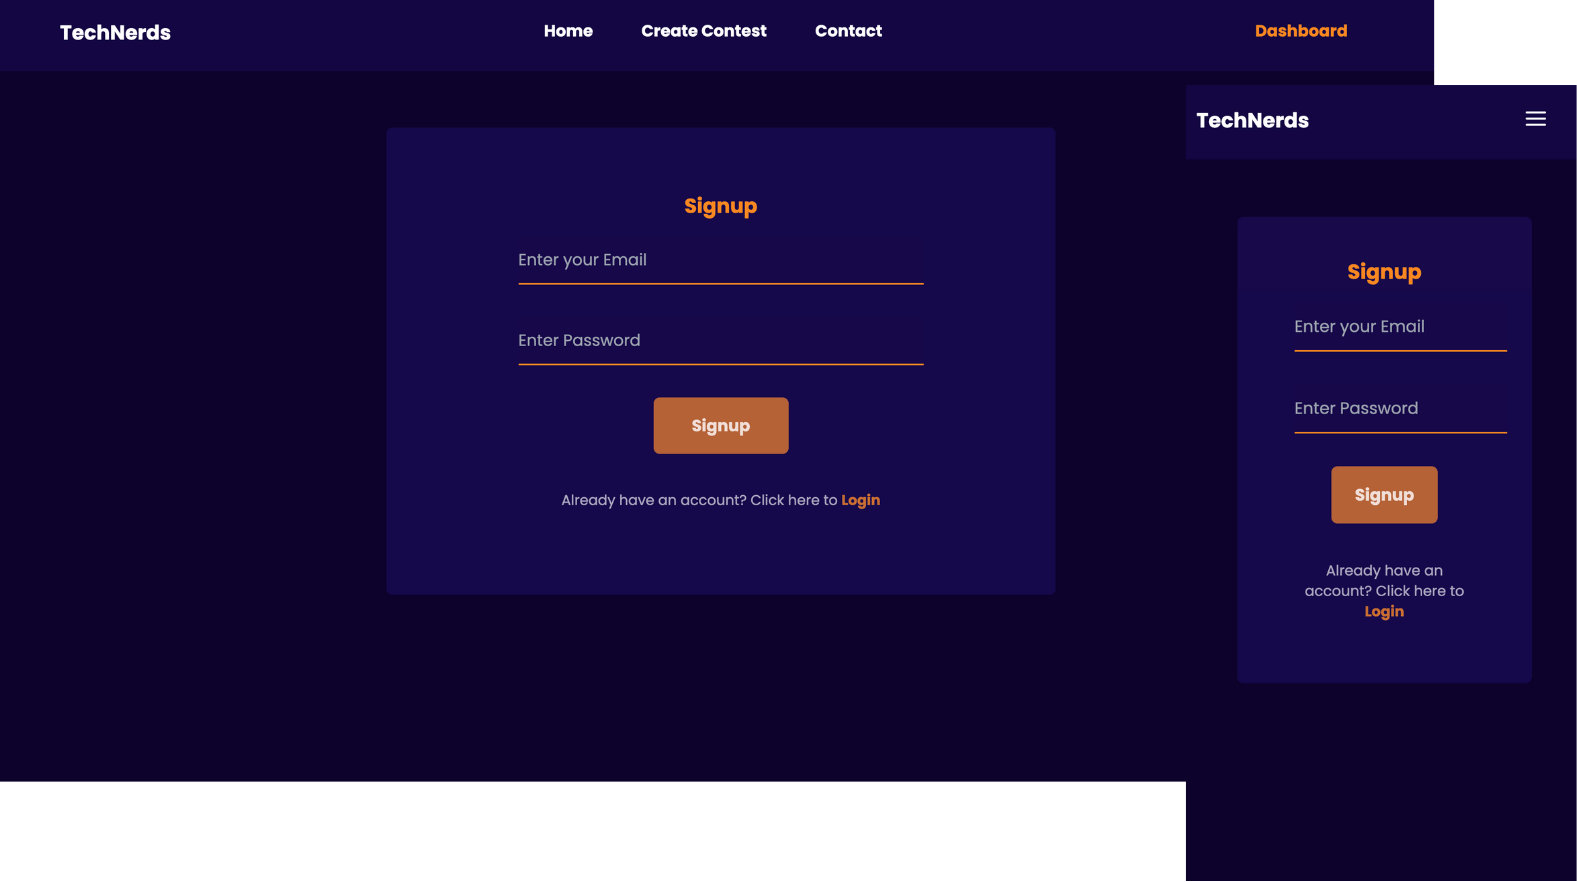 TechNerds
Home
Create Contest
Contact
Dashboard
Signup
Enter your Email
Enter Password
Signup
Already have an account? Click here to Login
TechNerds
Signup
Enter your Email
Enter Password
Signup
Already have an
account? Click here to
Login